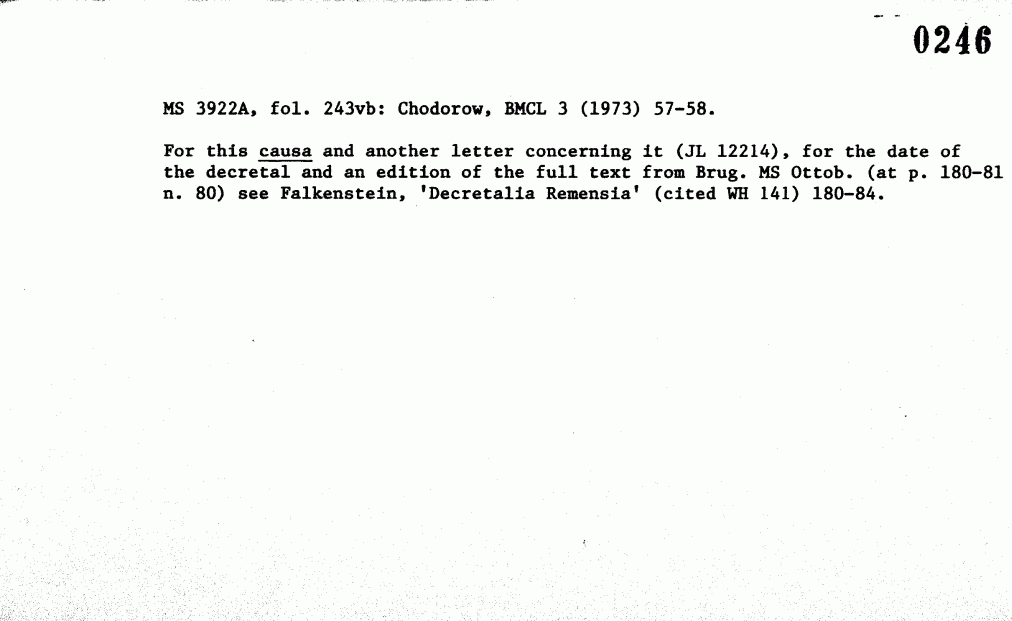 0246
MS 3922A, fol. 243vb: Chodorow, BMCL 3 (1973) 57-58.
For this causa and another letter concerning it (JL 12214), for the date of
the decretal and an edition of the full text from Brug. MS Ottob. (at p. 180-81
n. 80) see Falkenstein, 'Decretalia Remensia' (cited WH 141) 180-84.